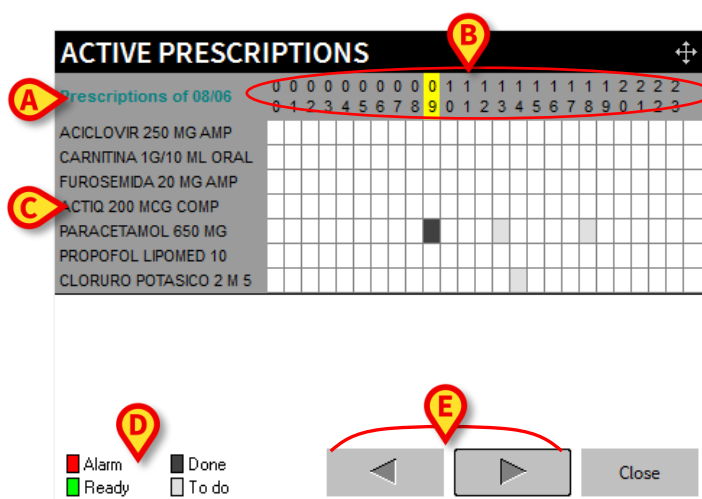 ACTIVE PRESCRIPTIONS
B
A
Prescriptions of 08/06
0 0 0 0 0 0 0 0 0 0 1 1 1 1 1 1 1 1 1 1 2 2 2 2
0 1 2 3 4 5 6 7 8 9 0 1 2 3 4 5 6 7 8 9 0 1 2 3
ACICLOVIR 250 MG AMP
CARNITINA 1G/10 ML ORAL
FUROSEMIDA 20 MG AMP
C
ACTIQ 200 MCG COMP
PARACETAMOL 650 MG
PROPOFOL LIPOMED 10
CLORURO POTASICO 2 M 5
E
D
Alarm Done
Ready To do
Close